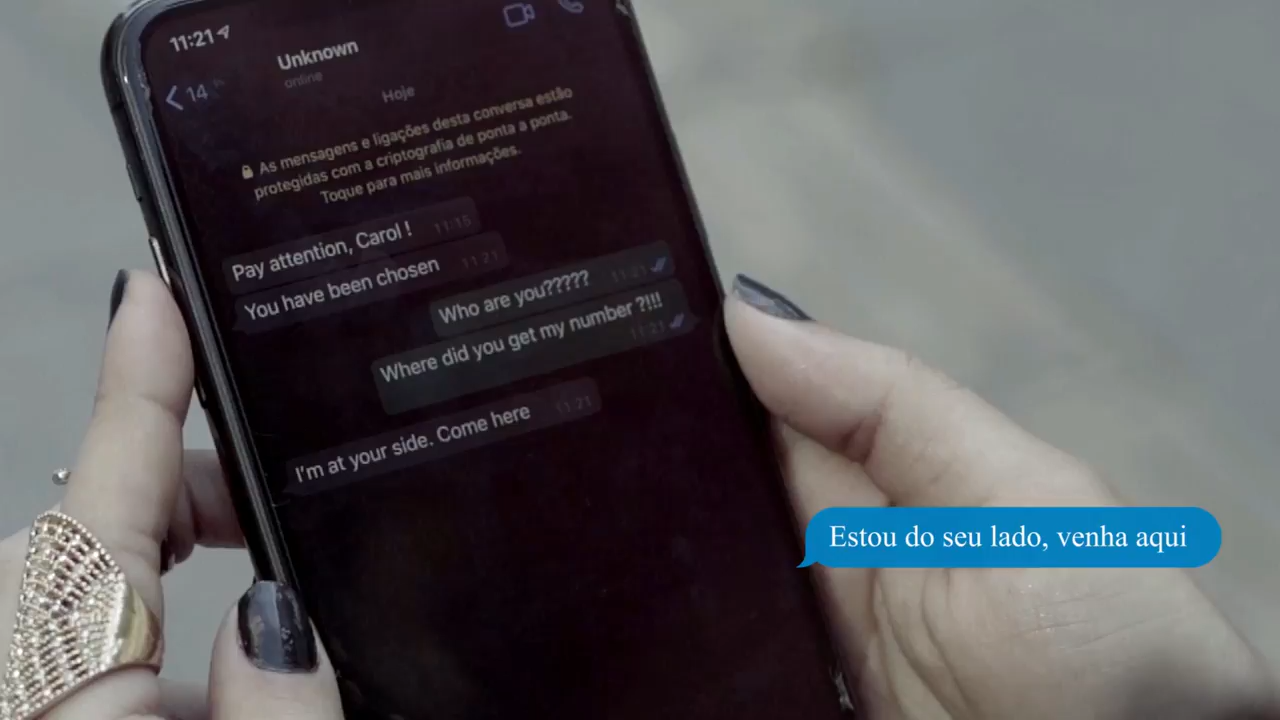 11:21
Unknown
online
14
Hoje
As mensagens e ligações desta conversa estão
protegidas com a criptografia de ponta a ponta.
Toque para mais informações.
Pay attention, Carol ! 11:15
You have been chosen 11:21
Who are you????? 11:21
Where did you get my number ?!!!
11:21
I'm at your side. Come here 11:21
Estou do seu lado, venha aqui